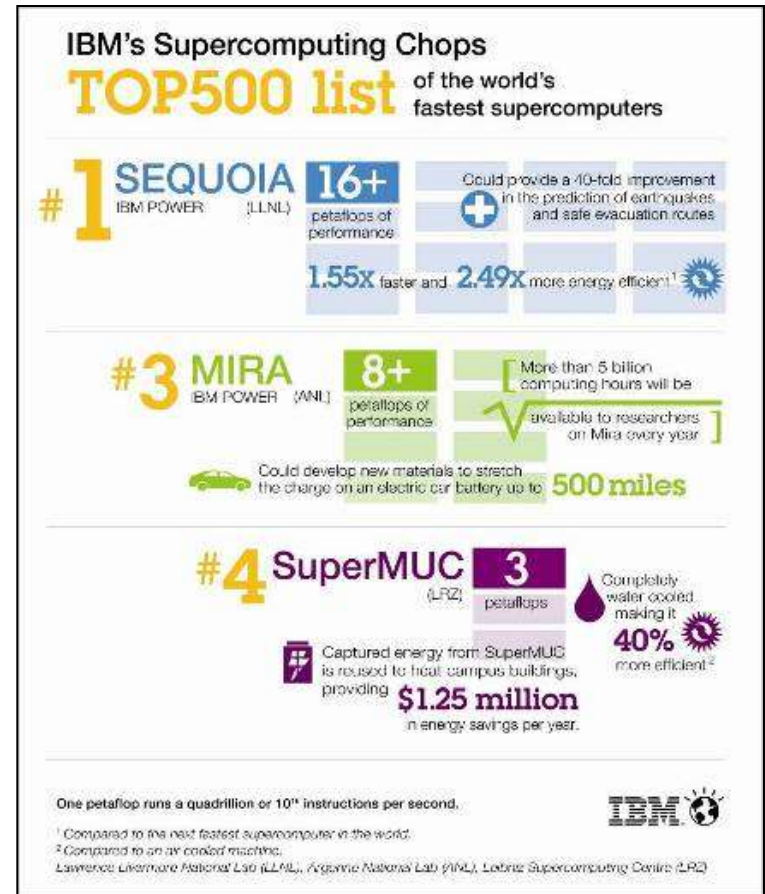 IBM's Supercomputing Chops
TOP500 list of the world's
fastest supercomputers
#1 SEQUOIA
IBM POWER (LLNL)
16+
petaflops of
performance
Could provide a 40-fold improvement
in the prediction of earthquakes
and safe evacuation routes
1.55x faster and 2.49x more energy efficient¹
#3 MIRA
IBM POWER (ANL)
8+
petaflops of
performance
More than 5 billion
computing hours will be
available to researchers
on Mira every year
Could develop new materials to stretch
the charge on an electric car battery up to 500 miles
#4 SuperMUC
(LRZ)
3
petaflops
Completely
water cooled
making it
40%
more efficient²
Captured energy from SuperMUC
is reused to heat campus buildings,
providing $1.25 million
in energy savings per year.
One petaflop runs a quadrillion or instructions per second.
¹ Compared to the next fastest supercomputer in the world.
² Compared to an air cooled machine.
Lawrence Livermore National Lab (LLNL), Argonne National Lab (ANL), Leibniz Supercomputing Centre (LRZ)
IBM